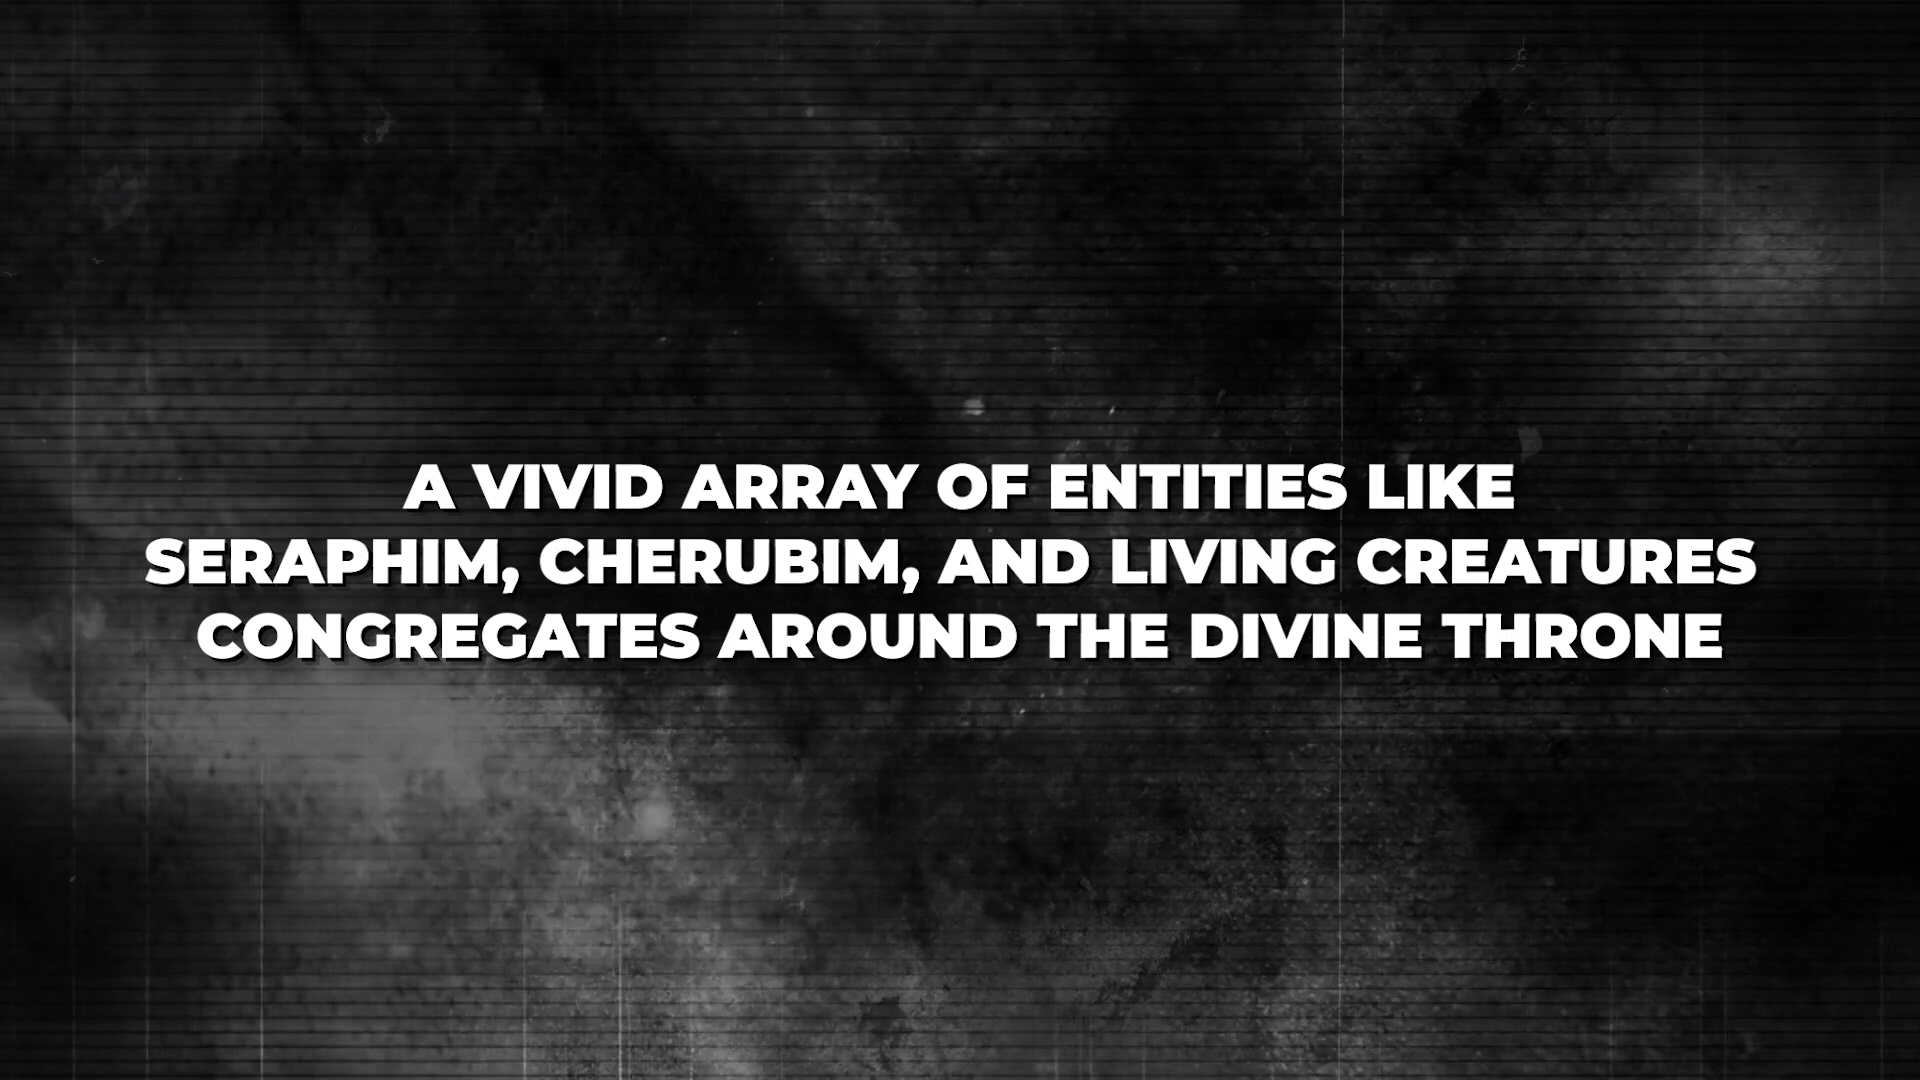 A VIVID ARRAY OF ENTITIES LIKE
SERAPHIM, CHERUBIM, AND LIVING CREATURES
CONGREGATES AROUND THE DIVINE THRONE